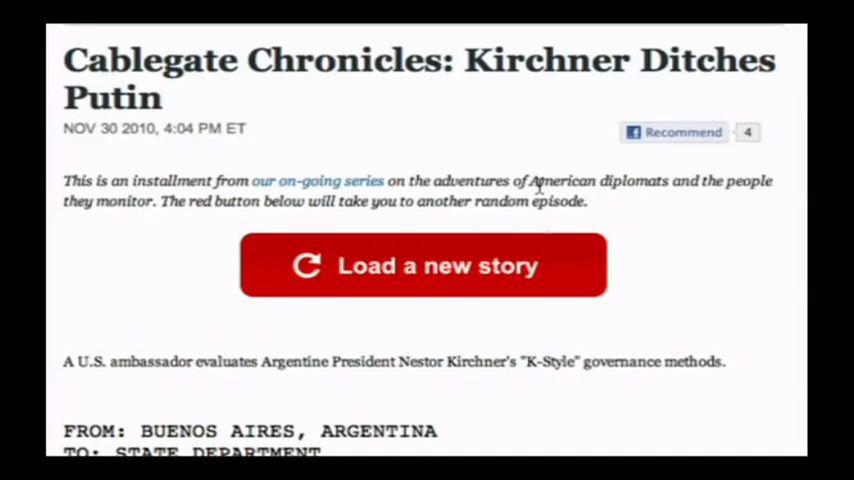 Cablegate Chronicles: Kirchner Ditches
Putin
NOV 30 2010, 4:04 PM ET
Recommend 4
This is an installment from our on-going series on the adventures of American diplomats and the people
they monitor. The red button below will take you to another random episode.
Load a new story
A U.S. ambassador evaluates Argentine President Nestor Kirchner's "K-Style" governance methods.
FROM: BUENOS AIRES, ARGENTINA
TO: STATE DEPARTMENT